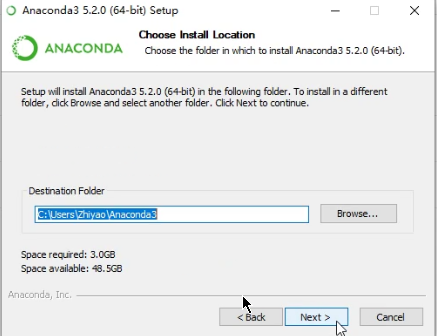 Anaconda3 5.2.0 (64-bit) Setup
ANACONDA
Choose Install Location
Choose the folder in which to install Anaconda3 5.2.0 (64-bit).
Setup will install Anaconda3 5.2.0 (64-bit) in the following folder. To install in a different
folder, click Browse and select another folder. Click Next to continue.
Destination Folder
C:\Users\Zhiyao\Anaconda3
Browse...
Space required: 3.0GB
Space available: 48.5GB
Anaconda, Inc.
< Back
Next >
Cancel